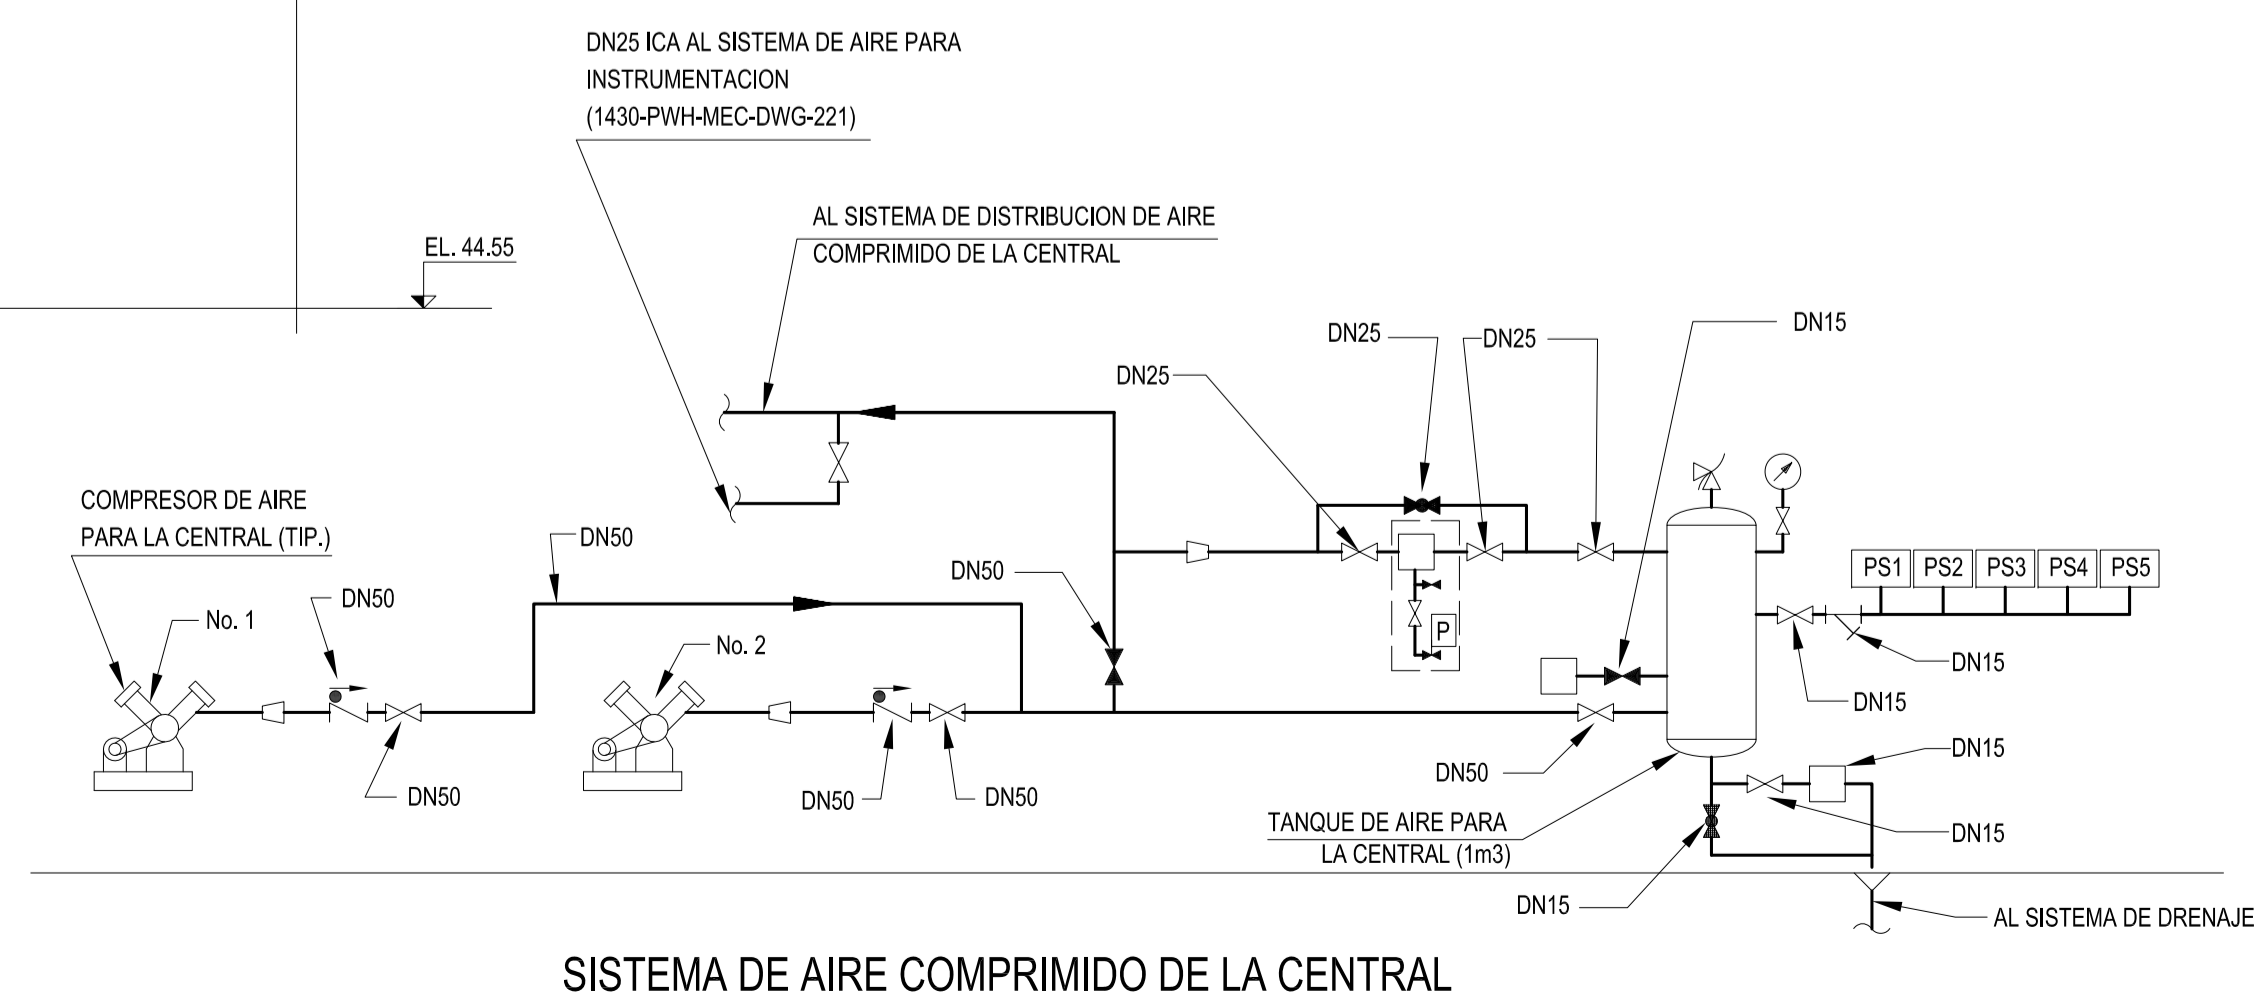 DN25 ICA AL SISTEMA DE AIRE PARA
INSTRUMENTACION
(1430-PWH-MEC-DWG-221)
AL SISTEMA DE DISTRIBUCION DE AIRE
COMPRIMIDO DE LA CENTRAL
EL. 44.55
DN15
DN25
DN25
DN25
COMPRESOR DE AIRE
PARA LA CENTRAL (TIP.)
DN50
DN50
DN50
PS1 PS2 PS3 PS4 PS5
No. 1
No. 2
P
DN15
DN15
DN15
DN50
DN50
DN50
DN50
TANQUE DE AIRE PARA
LA CENTRAL (1m3)
DN15
DN15
AL SISTEMA DE DRENAJE
SISTEMA DE AIRE COMPRIMIDO DE LA CENTRAL